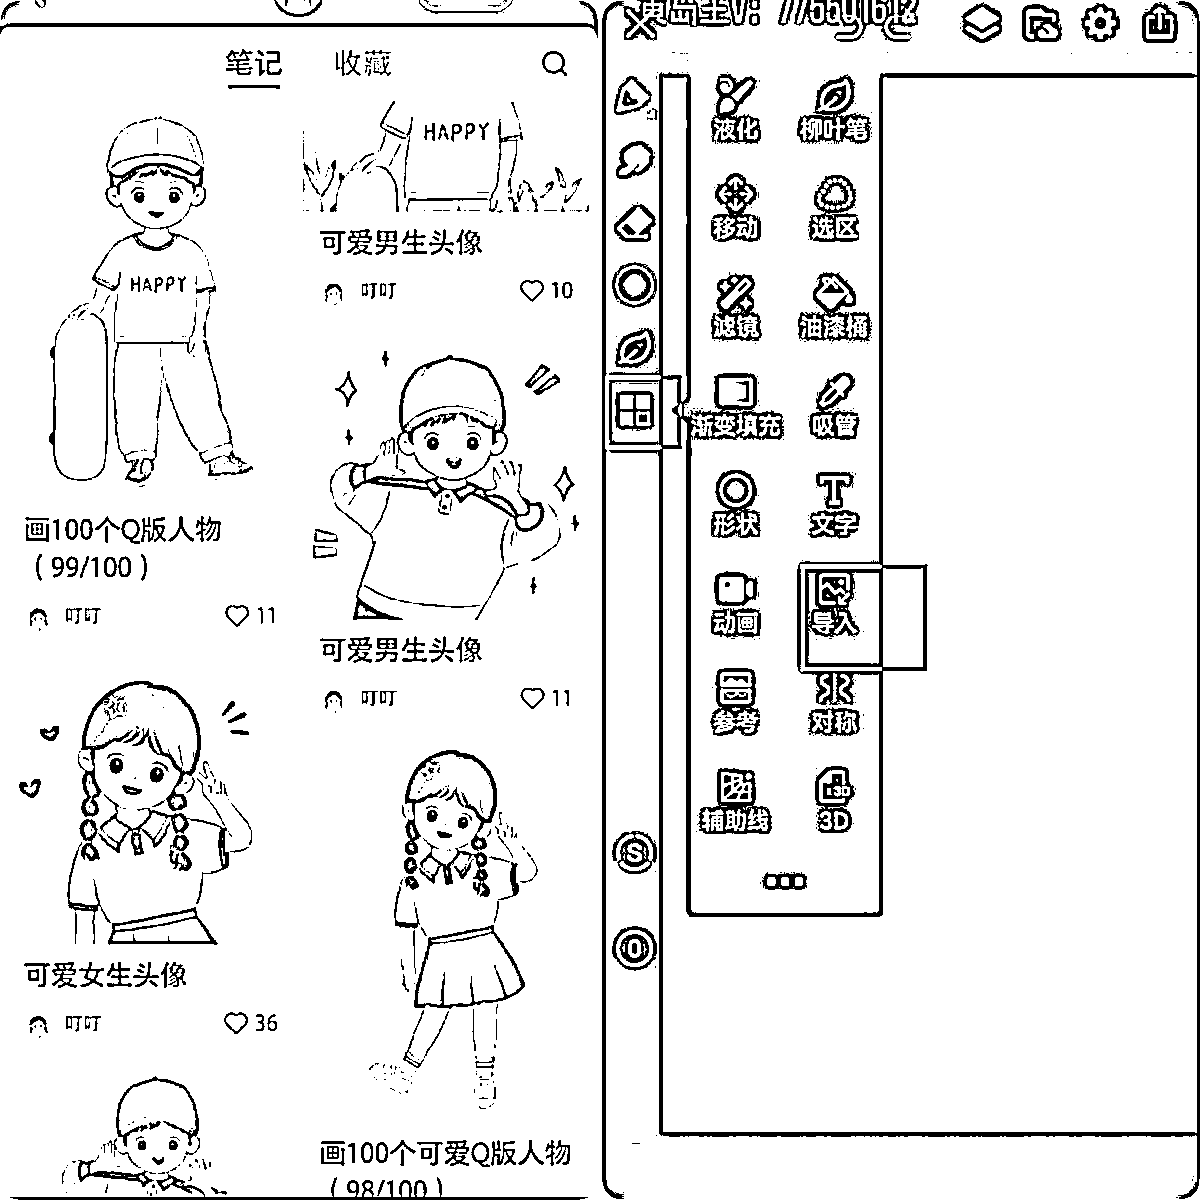 笔记 收藏
HAPPY
可爱男生头像
叮叮 10
HAPPY
画100个Q版人物
（99/100）
叮叮 11
可爱男生头像
叮叮 11
可爱女生头像
叮叮 36
画100个可爱Q版人物
（98/100）
液化 柳叶笔
移动 选区
滤镜 油漆桶
渐变填充 吸管
形状 文字
动画 导入
参考 对称
辅助线 3D
S
O